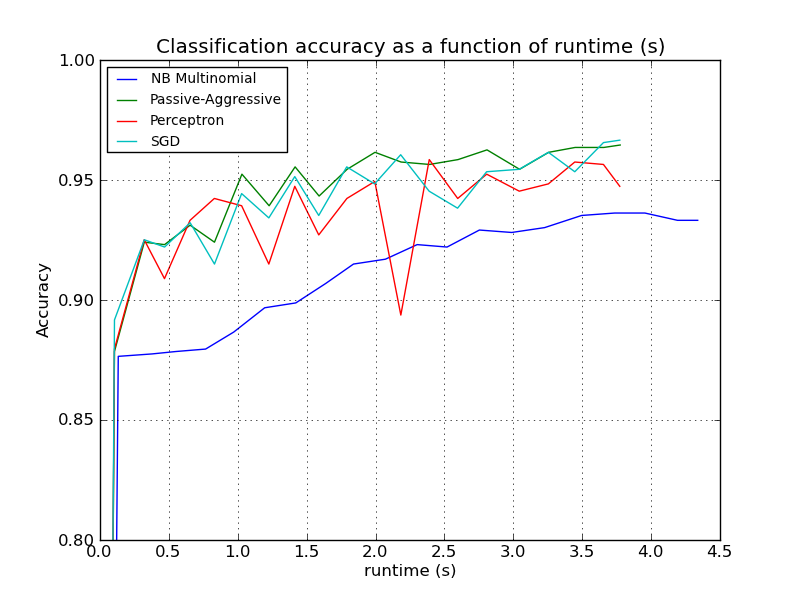 Classification accuracy as a function of runtime (s)
1.00
NB Multinomial
Passive-Aggressive
Perceptron
SGD
0.95
0.90
0.85
0.80
Accuracy
0.0 0.5 1.0 1.5 2.0 2.5 3.0 3.5 4.0 4.5
runtime (s)